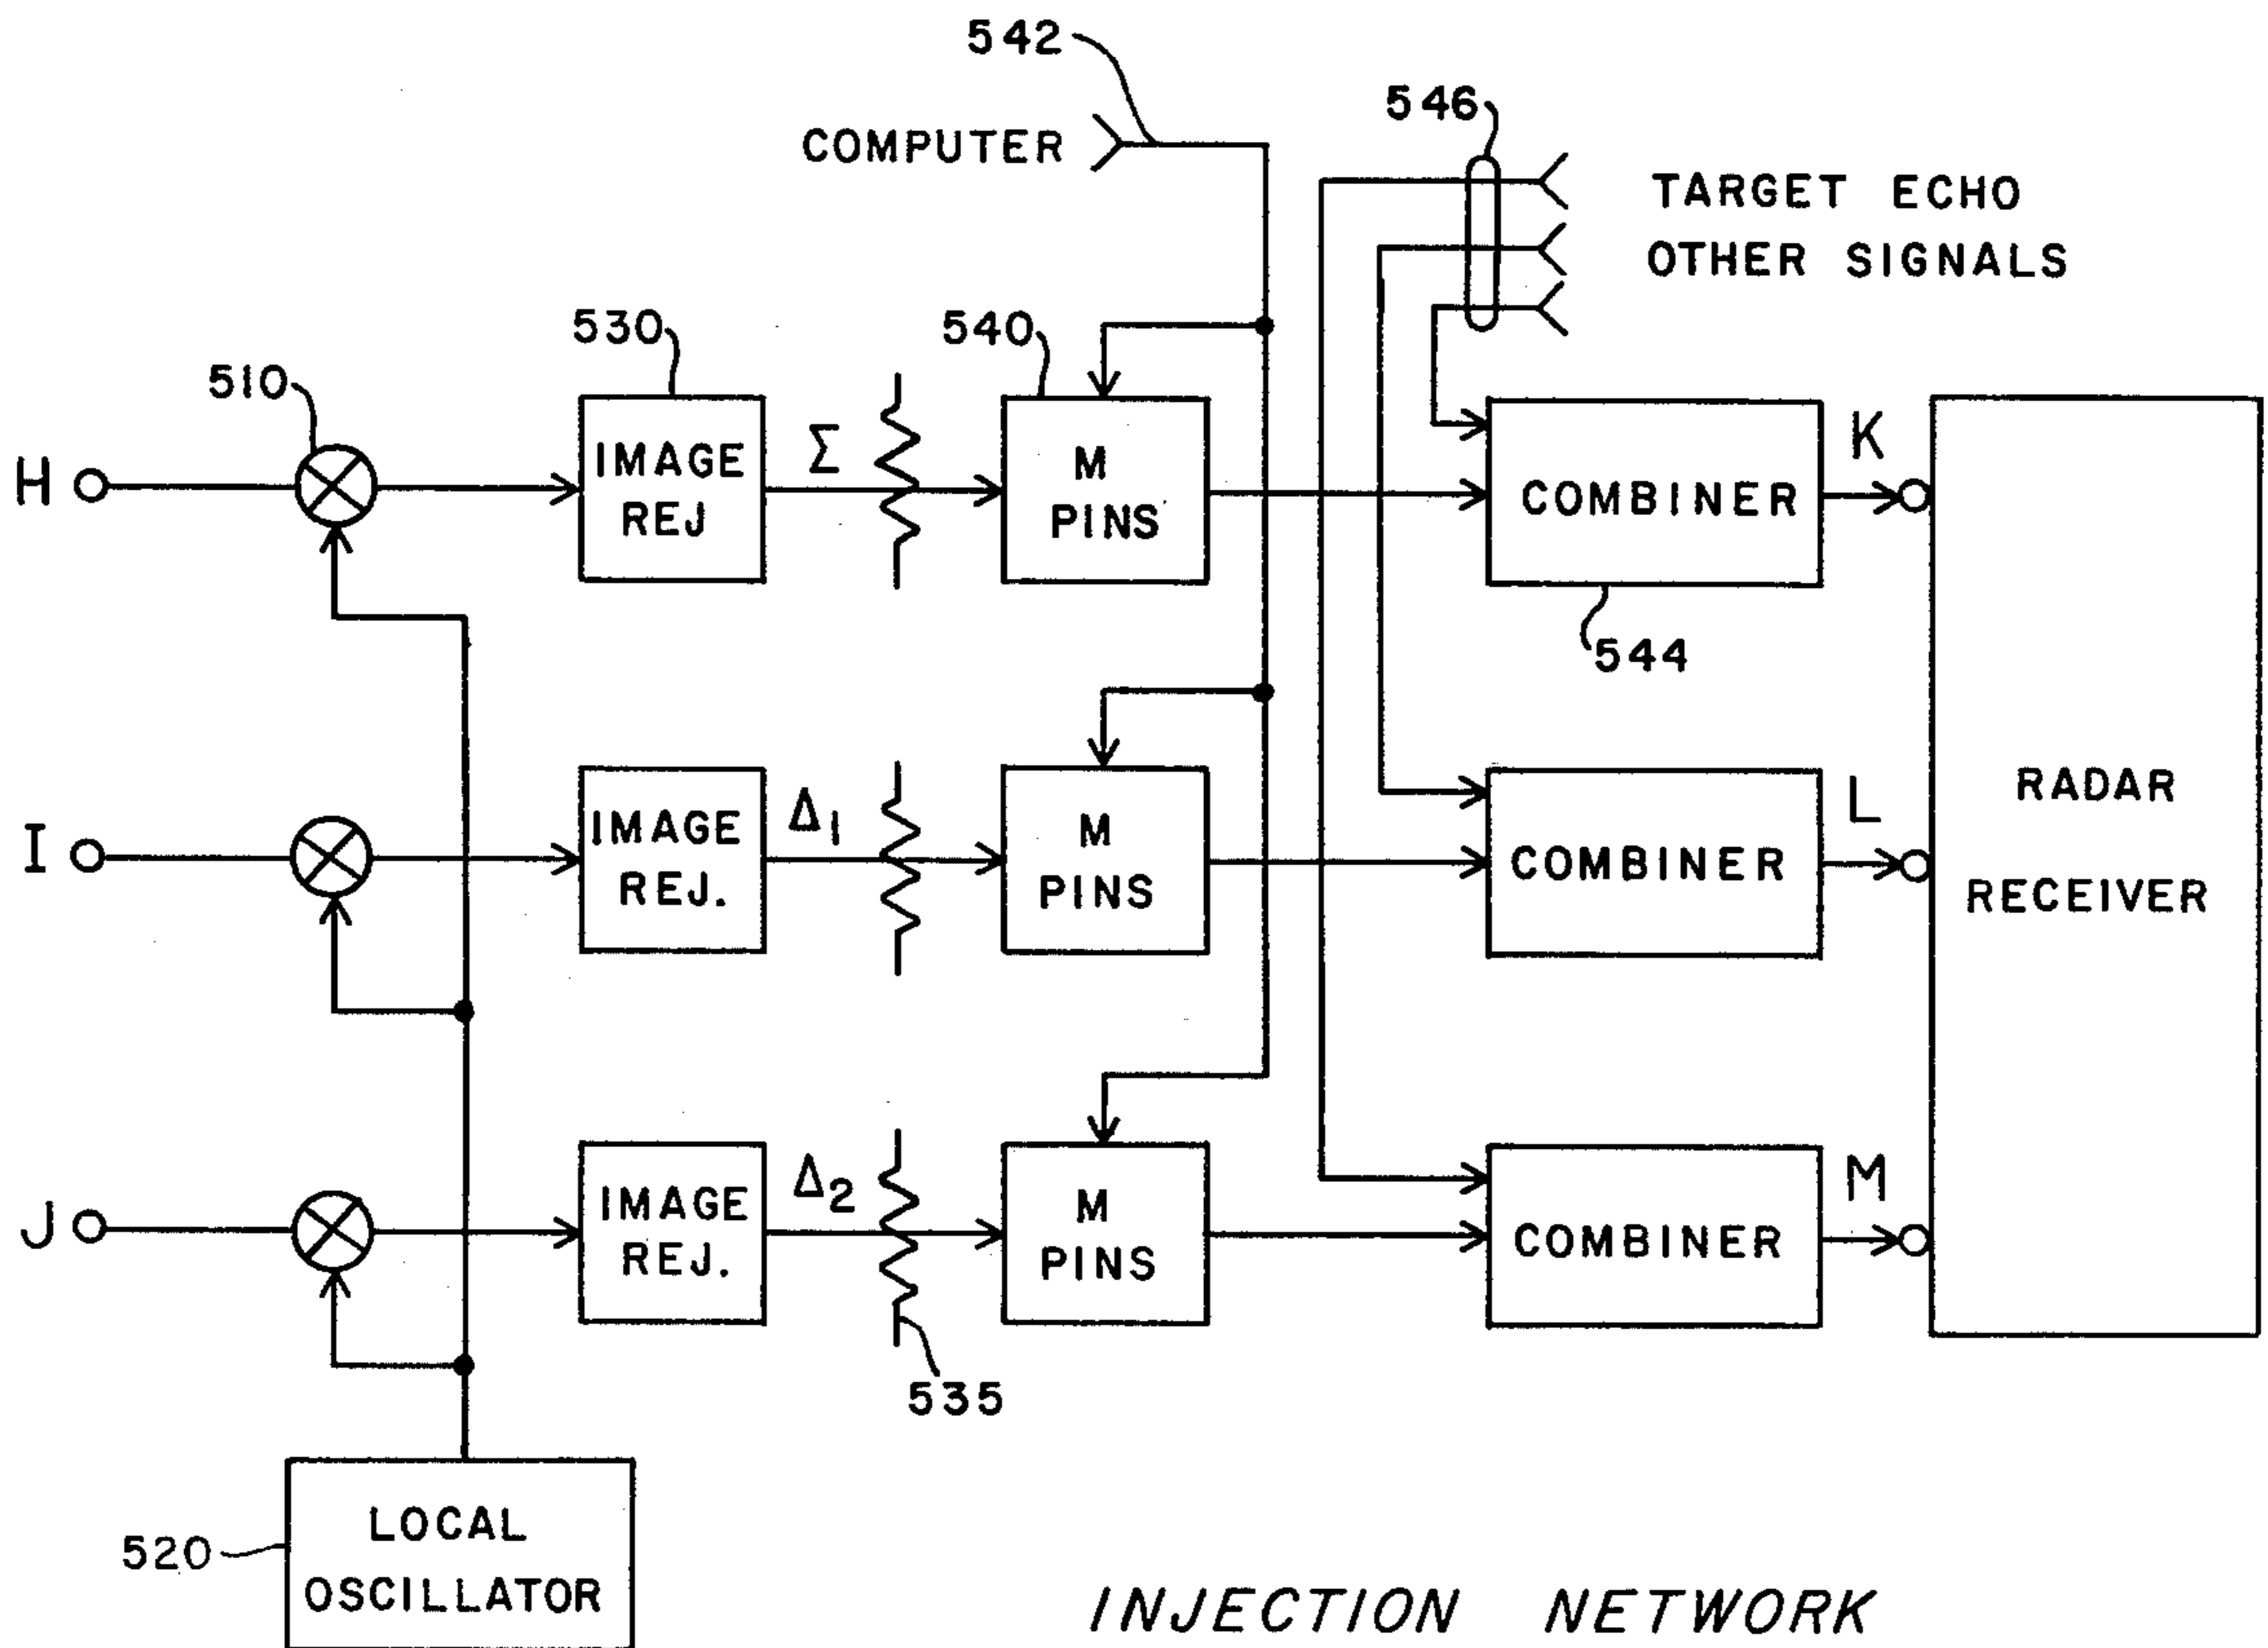 542
546
COMPUTER
TARGET ECHO
OTHER SIGNALS
530
540
510
H
IMAGE
REJ
Σ
M
PINS
COMBINER
K
544
I
IMAGE
REJ.
Δ1
M
PINS
COMBINER
L
RADAR
RECEIVER
J
IMAGE
REJ.
Δ2
M
PINS
COMBINER
M
535
520
LOCAL
OSCILLATOR
INJECTION NETWORK